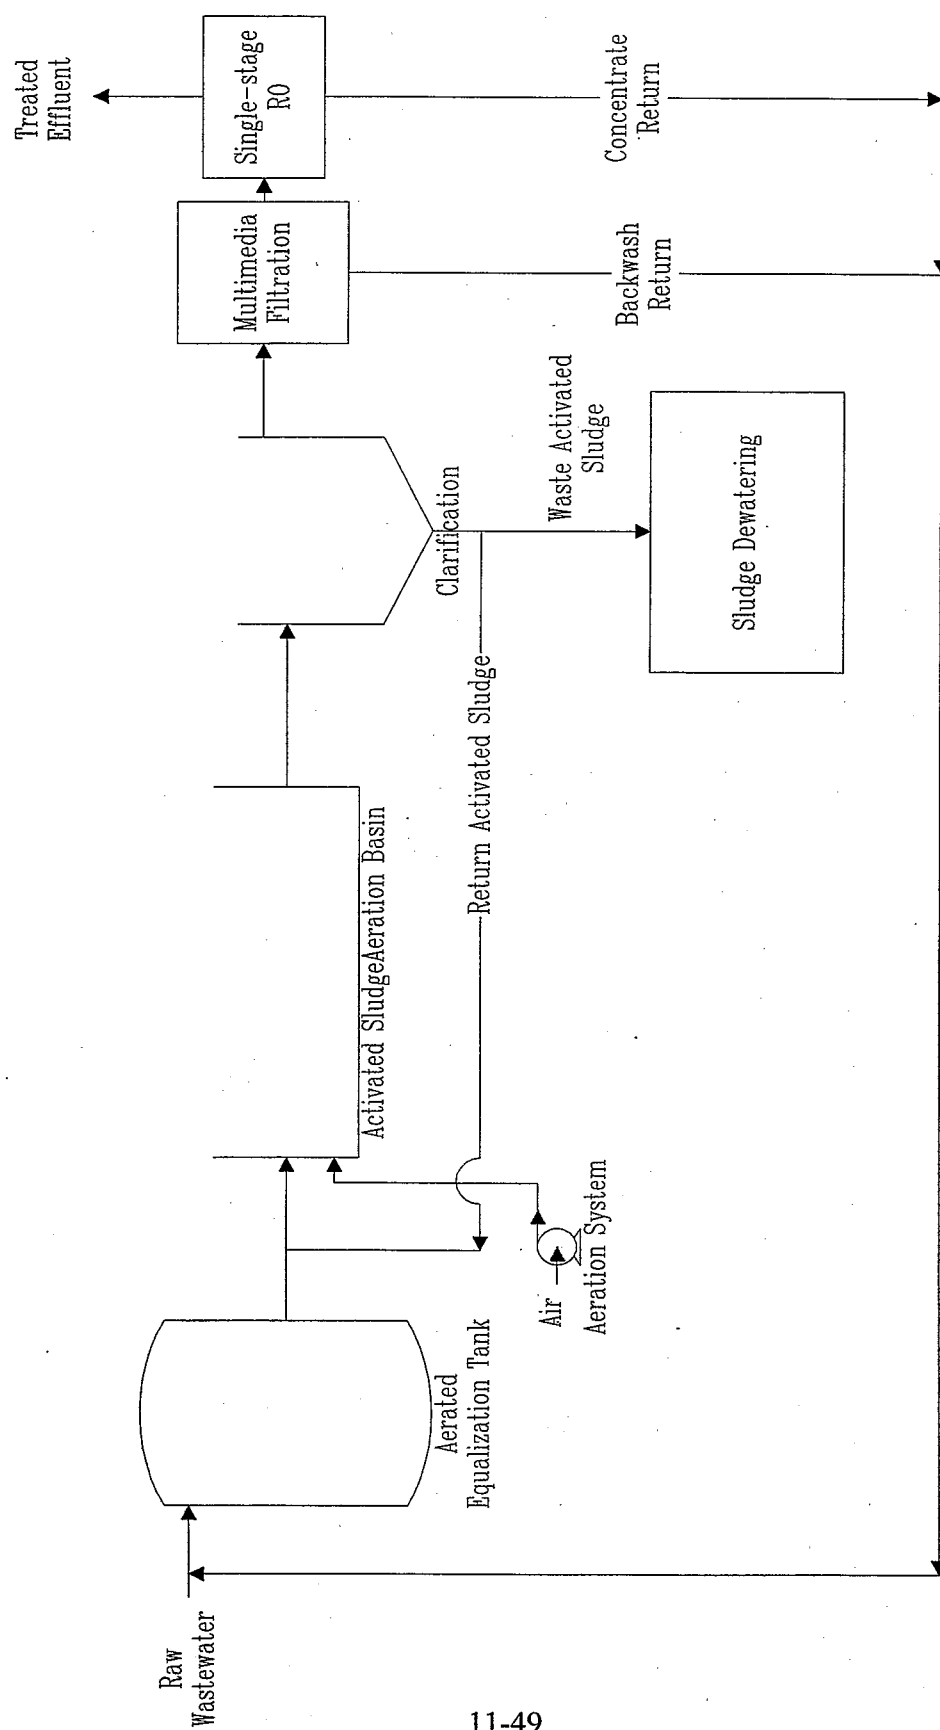 Raw
Wastewater
Aerated
Equalization Tank
Air
Aeration System
Activated SludgeAeration Basin
Return Activated Sludge
Clarification
Waste Activated
Sludge
Sludge Dewatering
Multimedia
Filtration
Backwash
Return
Single-stage
RO
Concentrate
Return
Treated
Effluent
11-49